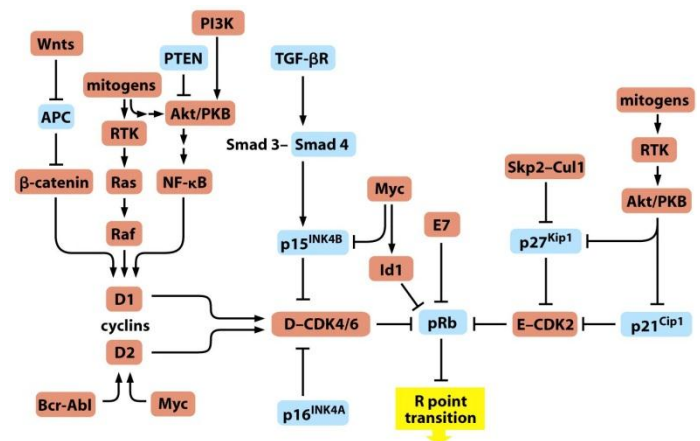 PI3K
Wnts
PTEN
TGF-βR
mitogens
mitogens
APC
Akt/PKB
RTK
Smad 3– Smad 4
RTK
β-catenin
Ras
NF-κB
Skp2–Cul1
Myc
Akt/PKB
Raf
p15INK4B
E7
p27Kip1
Id1
D1
cyclins
D–CDK4/6
pRb
E–CDK2
p21Cip1
D2
Bcr-Abl
Myc
p16INK4A
R point
transition